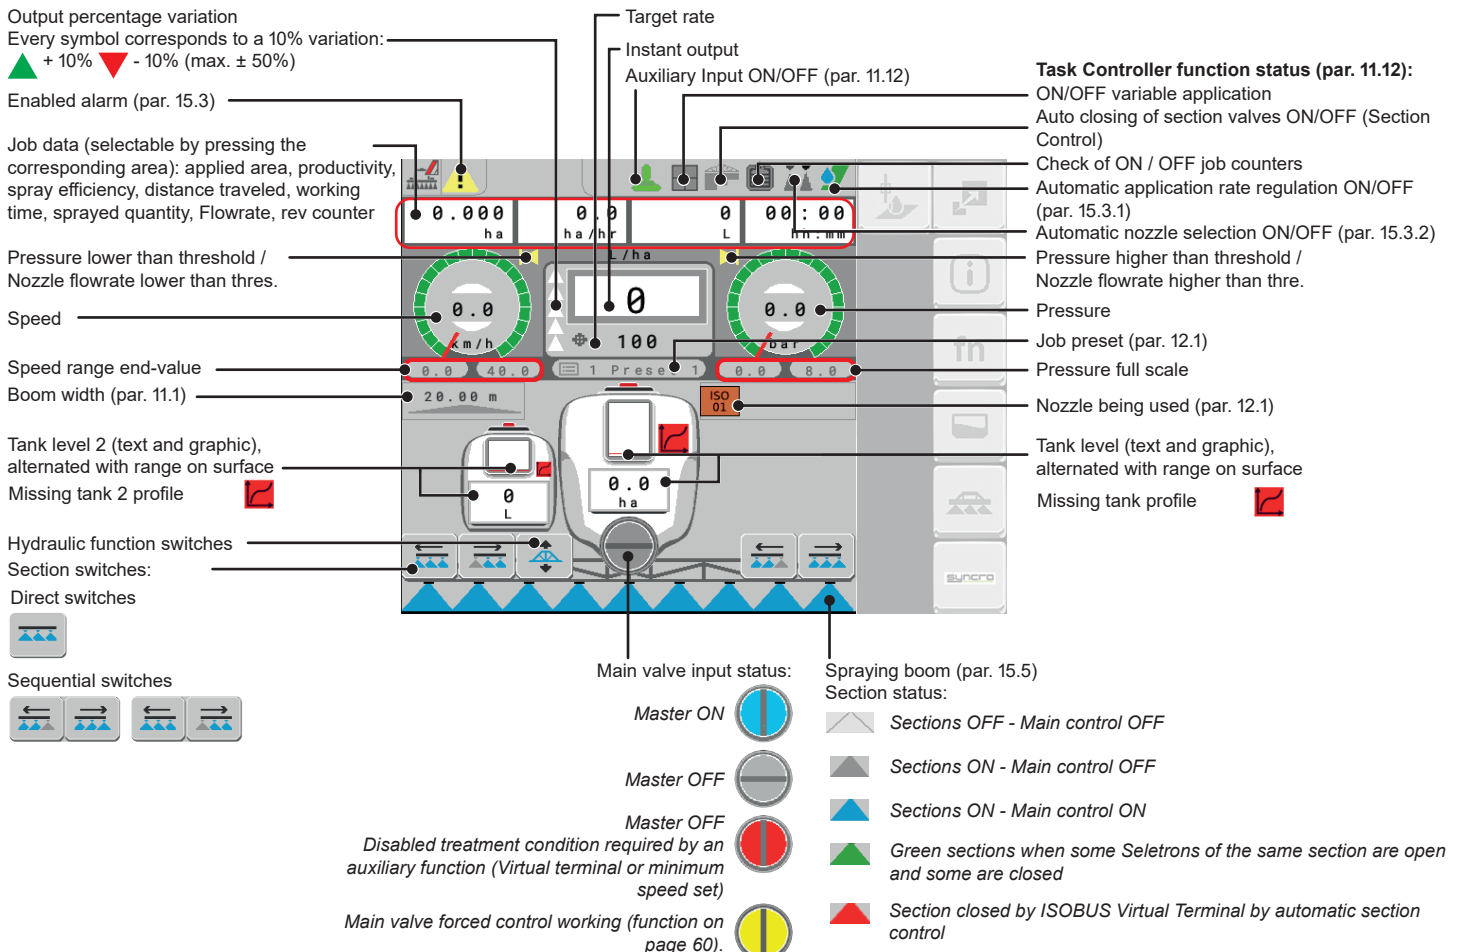 Output percentage variation
Every symbol corresponds to a 10% variation:
+ 10% - 10% (max. ± 50%)
Enabled alarm (par. 15.3)
Job data (selectable by pressing the
corresponding area): applied area, productivity,
spray efficiency, distance traveled, working
time, sprayed quantity, Flowrate, rev counter
Pressure lower than threshold /
Nozzle flowrate lower than thres.
Speed
Speed range end-value
Boom width (par. 11.1)
Tank level 2 (text and graphic),
alternated with range on surface
Missing tank 2 profile
Hydraulic function switches
Section switches:
Direct switches
Sequential switches
Target rate
Instant output
Auxiliary Input ON/OFF (par. 11.12)
0.000 0.0 0 00:00
ha ha/hr L hh:mm
L/ha
0.0 0 0.0
km/h 100 bar
0.0 40.0 1 Preset 1 0.0 8.0
20.00 m
ISO
01
0
L
0.0
ha
fn
syncro
Task Controller function status (par. 11.12):
ON/OFF variable application
Auto closing of section valves ON/OFF (Section
Control)
Check of ON / OFF job counters
Automatic application rate regulation ON/OFF
(par. 15.3.1)
Automatic nozzle selection ON/OFF (par. 15.3.2)
Pressure higher than threshold /
Nozzle flowrate higher than thre.
Pressure
Job preset (par. 12.1)
Pressure full scale
Nozzle being used (par. 12.1)
Tank level (text and graphic),
alternated with range on surface
Missing tank profile
Main valve input status:
Master ON
Master OFF
Master OFF
Disabled treatment condition required by an
auxiliary function (Virtual terminal or minimum
speed set)
Main valve forced control working (function on
page 60).
Spraying boom (par. 15.5)
Section status:
Sections OFF - Main control OFF
Sections ON - Main control OFF
Sections ON - Main control ON
Green sections when some Seletrons of the same section are open
and some are closed
Section closed by ISOBUS Virtual Terminal by automatic section
control